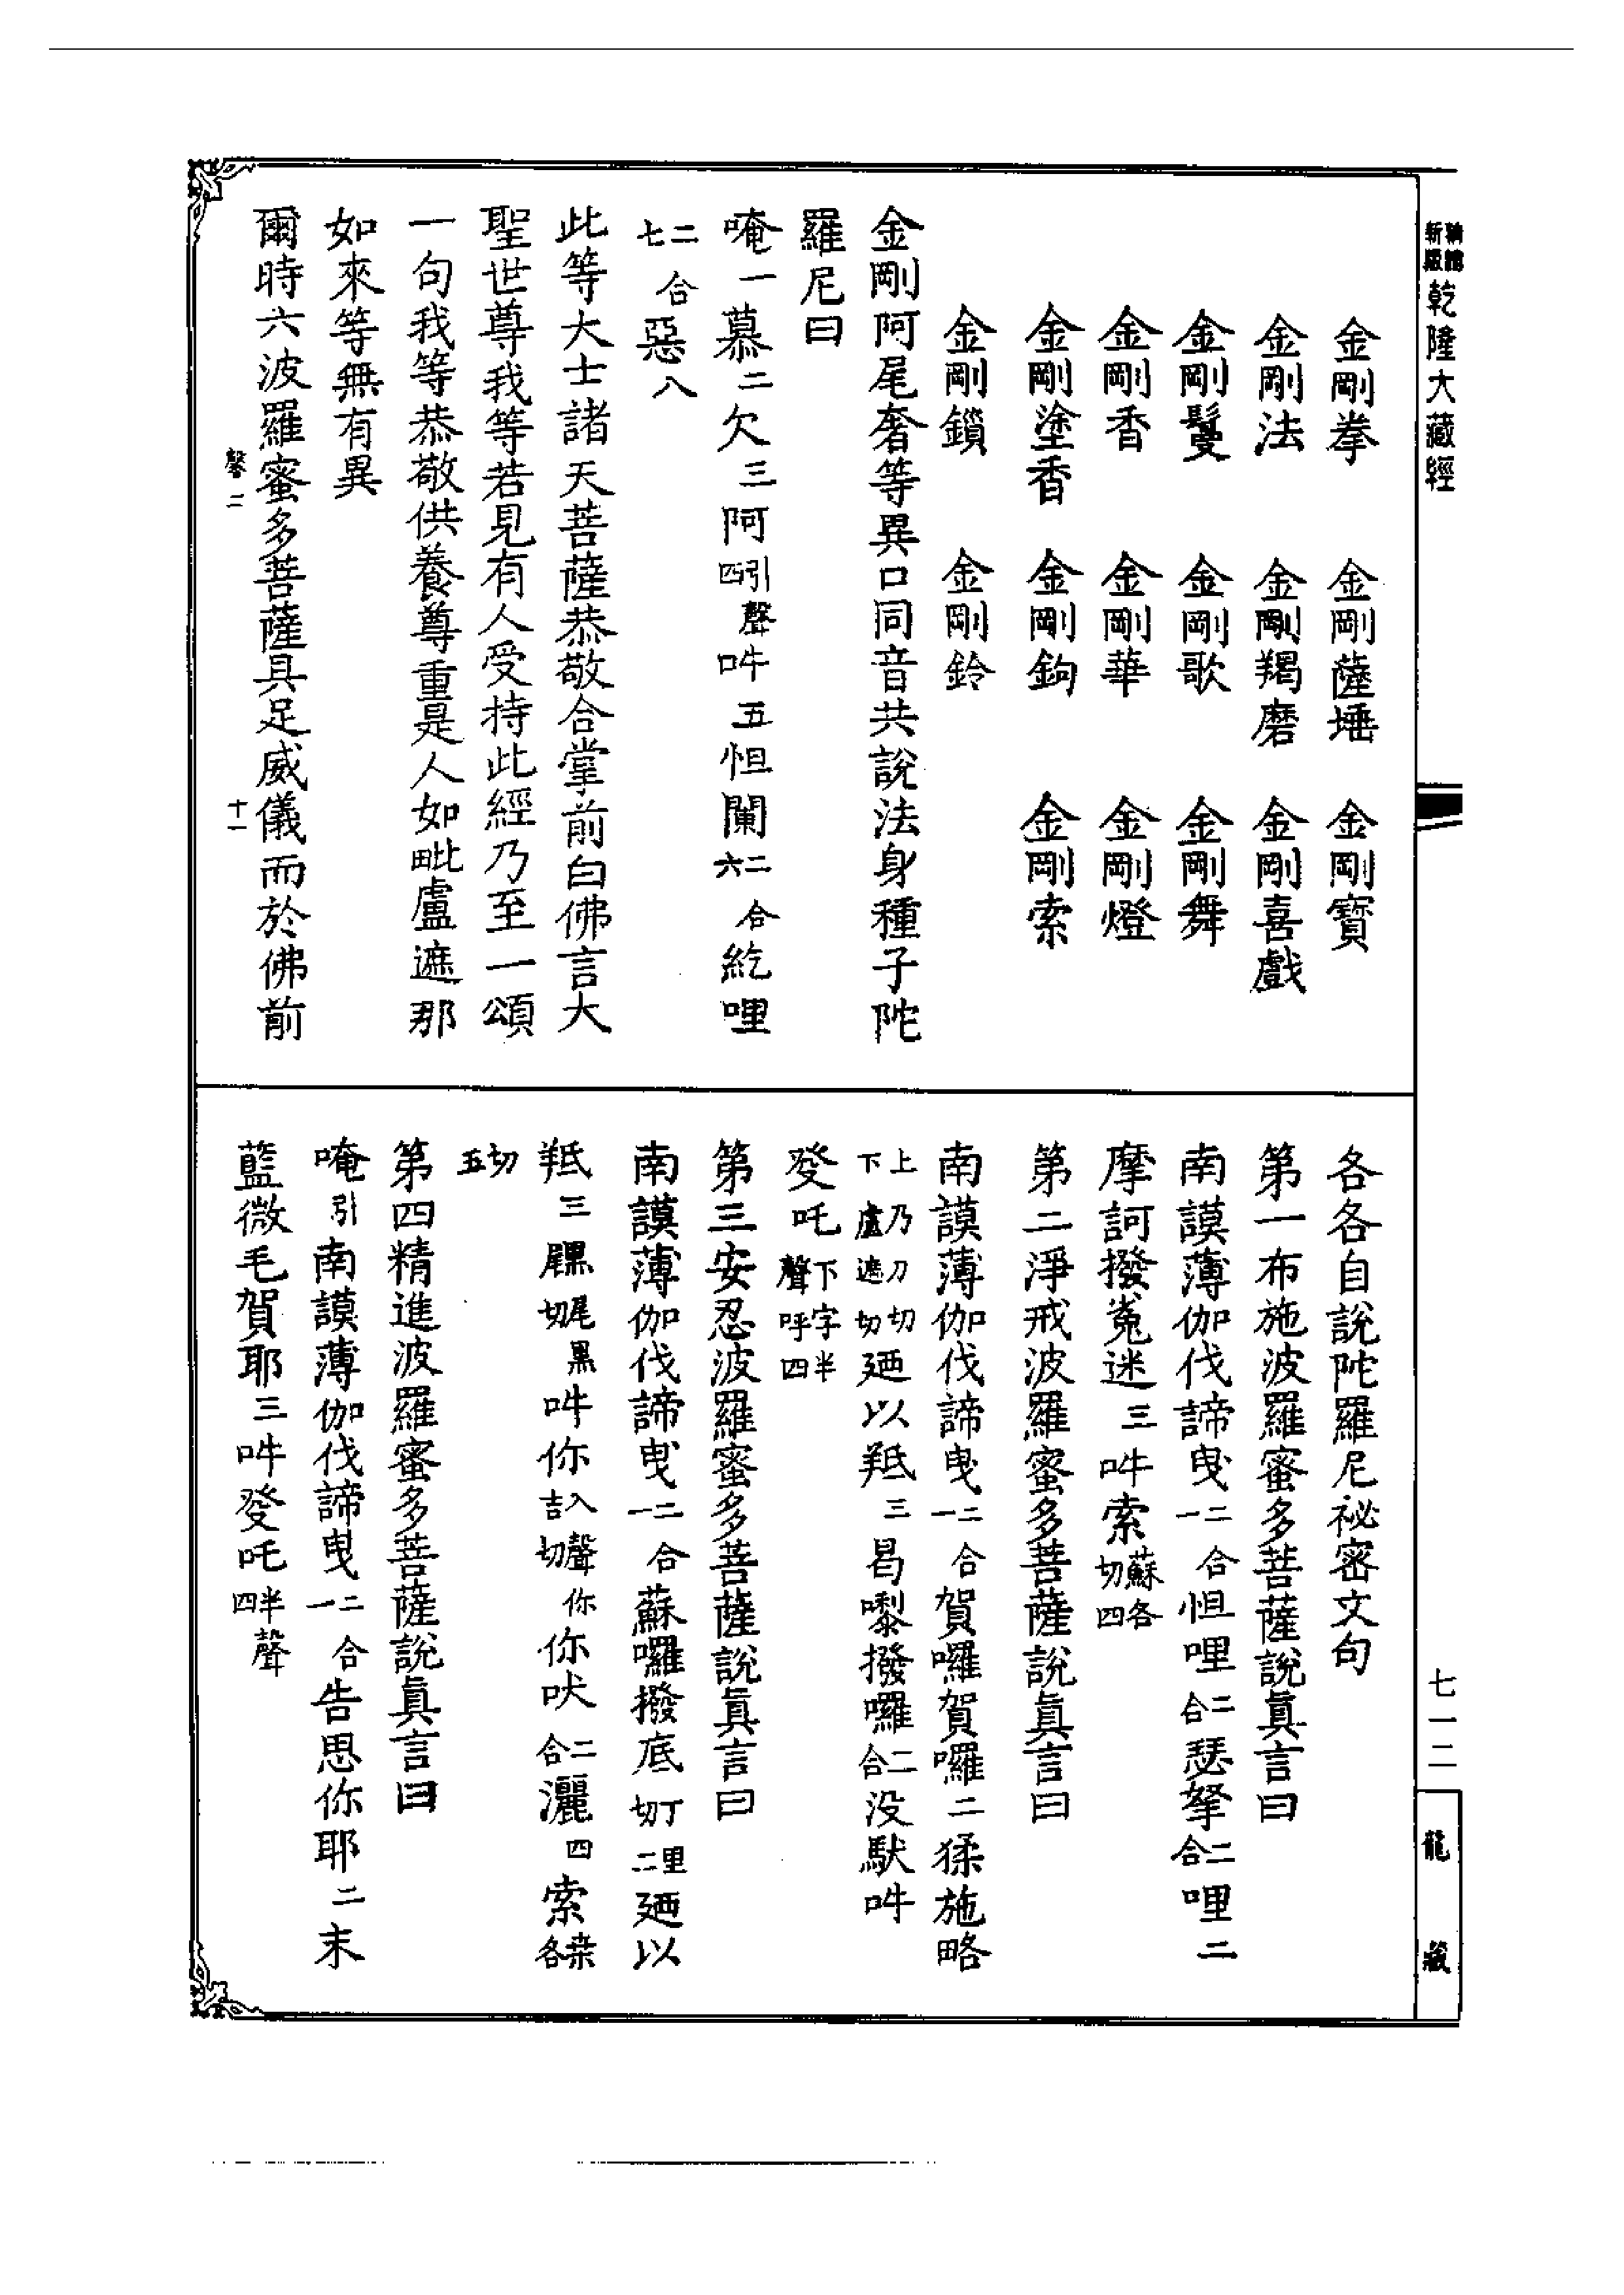 乾隆大藏經
金剛拳 金剛薩埵 金剛寶
金剛法 金剛羯磨 金剛喜戲
金剛鬘 金剛歌 金剛舞
金剛香 金剛華 金剛燈
金剛塗香 金剛鉤 金剛索
金剛鎖 金剛鈴
金剛阿尾奢等異口同音共說法身種子陀
羅尼曰
唵一慕二欠三阿引聲四吽五怛闌二合六紇哩
二合七惡八
此等大士諸天菩薩恭敬合掌前白佛言大
聖世尊我等若見有人受持此經乃至一頌
一句我等恭敬供養尊重是人如毗盧遮那
如來等無有異
爾時六波羅蜜多菩薩具足威儀而於佛前
馨二 十一
各各自說陀羅尼祕密文句
第一布施波羅蜜多菩薩說眞言曰
南謨薄伽伐諦曳二合一怛哩二合瑟拏二合哩二
摩訶撥嵬迷三吽索蘇各切四
第二淨戒波羅蜜多菩薩說眞言曰
南謨薄伽伐諦曳二合一賀囉賀囉二猱施略
上乃刀切下盧遮切廼以羝三曷嚟撥囉二合没馱吽
發吒下字半聲呼四
第三安忍波羅蜜多菩薩說眞言曰
南謨薄伽伐諦曳二合一蘇囉撥底丁里切二廼以
羝三㞘尾黑切吽你入聲你吉切你吠二合灑四索桒各
切五
第四精進波羅蜜多菩薩說眞言曰
唵引南謨薄伽伐諦曳二合一告思你耶二末
藍微毛賀耶三吽發吒半聲四
七一二
龍藏